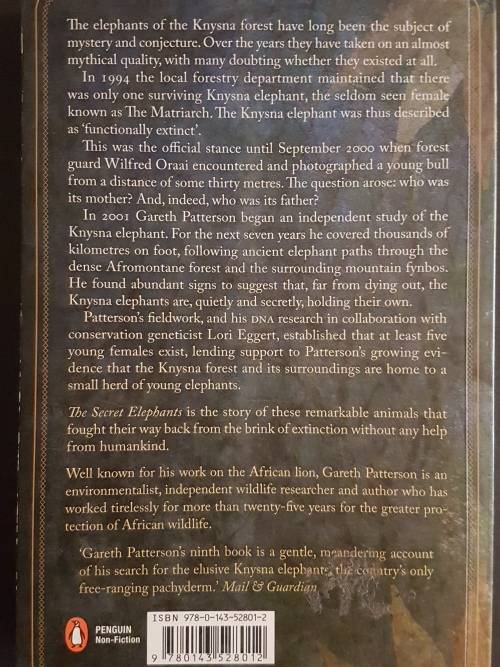 The elephants of the Knysna forest have long been the subject of
mystery and conjecture. Over the years they have taken on an almost
mythical quality, with many doubting whether they existed at all.
In 1994 the local forestry department maintained that there
was only one surviving Knysna elephant, the seldom seen female
known as The Matriarch. The Knysna elephant was thus described
as ‘functionally extinct’.
This was the official stance until September 2000 when forest
guard Wilfred Oraai encountered and photographed a young bull
from a distance of some thirty metres. The question arose: who was
its mother? And, indeed, who was its father?
In 2001 Gareth Patterson began an independent study of the
Knysna elephant. For the next seven years he covered thousands of
kilometres on foot, following ancient elephant paths through the
dense Afromontane forest and the surrounding mountain fynbos.
He found abundant signs to suggest that, far from dying out, the
Knysna elephants are, quietly and secretly, holding their own.
Patterson’s fieldwork, and his DNA research in collaboration with
conservation geneticist Lori Eggert, established that at least five
young females exist, lending support to Patterson’s growing evi-
dence that the Knysna forest and its surroundings are home to a
small herd of young elephants.
The Secret Elephants is the story of these remarkable animals that
fought their way back from the brink of extinction without any help
from humankind.
Well known for his work on the African lion, Gareth Patterson is an
environmentalist, independent wildlife researcher and author who has
worked tirelessly for more than twenty-five years for the greater pro-
tection of African wildlife.
‘Gareth Patterson’s ninth book is a gentle, meandering account
of his search for the elusive Knysna elephants, the country’s only
free-ranging pachyderm.’ Mail & Guardian
ISBN 978-0-143-52801-2
PENGUIN
Non-Fiction
9 780143 528012